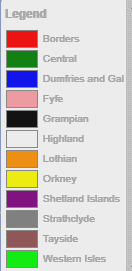 Legend
Borders
Central
Dumfries and Gal
Fyfe
Grampian
Highland
Lothian
Orkney
Shetland Islands
Strathclyde
Tayside
Western Isles